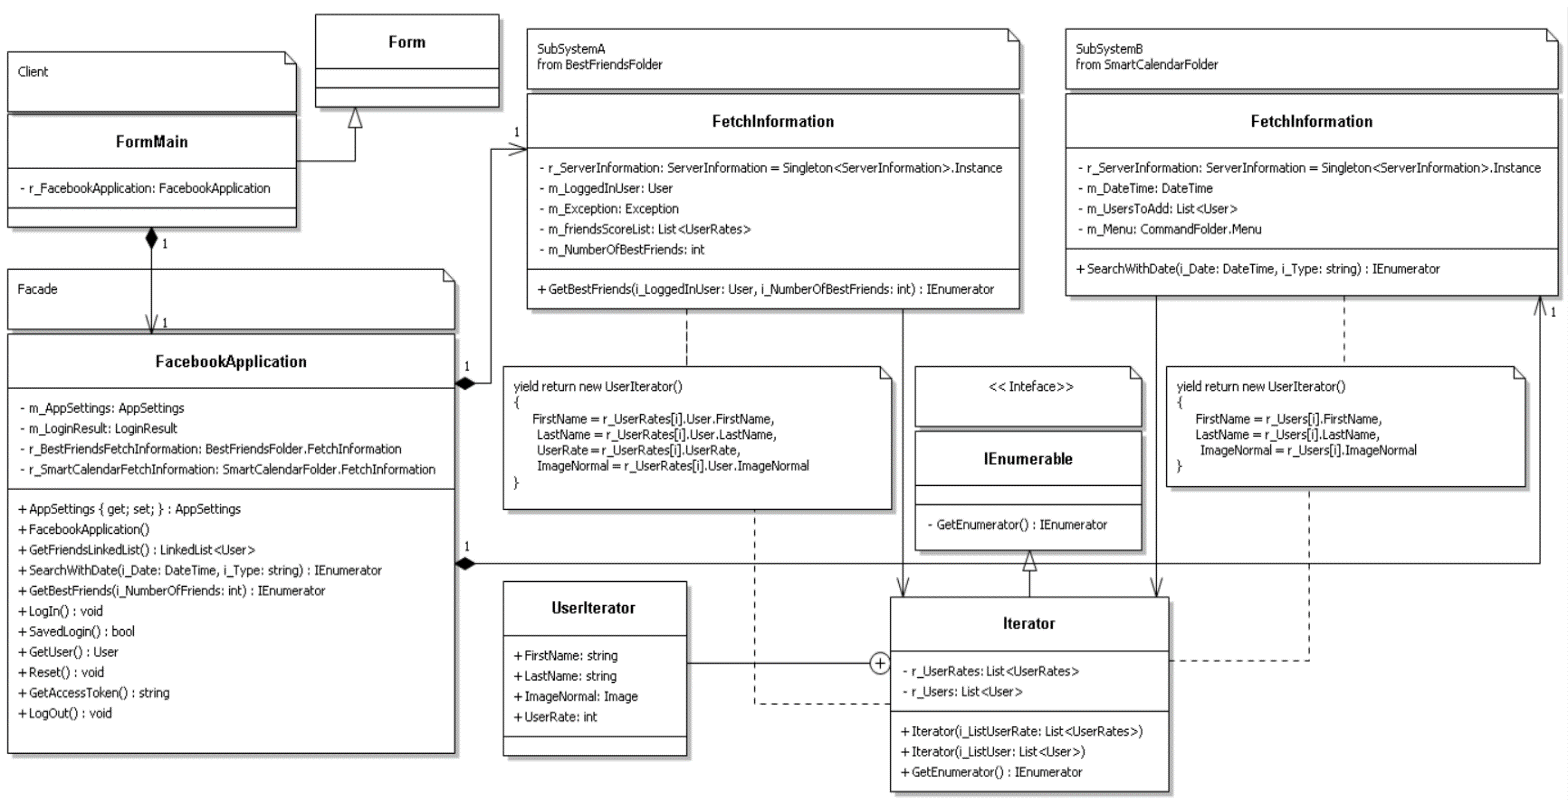 Client
FormMain
- r_FacebookApplication: FacebookApplication
Form
1
1
Facade
FacebookApplication
- m_AppSettings: AppSettings
- m_LoginResult: LoginResult
- r_BestFriendsFetchInformation: BestFriendsFolder.FetchInformation
- r_SmartCalendarFetchInformation: SmartCalendarFolder.FetchInformation
+ AppSettings { get; set; } : AppSettings
+ FacebookApplication()
+ GetFriendsLinkedList() : LinkedList<User>
+ SearchWithDate(i_Date: DateTime, i_Type: string) : IEnumerator
+ GetBestFriends(i_NumberOfFriends: int) : IEnumerator
+ LogIn() : void
+ SavedLogin() : bool
+ GetUser() : User
+ Reset() : void
+ GetAccessToken() : string
+ LogOut() : void
1
1
1
1
SubSystemA
from BestFriendsFolder
FetchInformation
- r_ServerInformation: ServerInformation = Singleton<ServerInformation>.Instance
- m_LoggedInUser: User
- m_Exception: Exception
- m_friendsScoreList: List<UserRates>
- m_NumberOfBestFriends: int
+ GetBestFriends(i_LoggedInUser: User, i_NumberOfBestFriends: int) : IEnumerator
SubSystemB
from SmartCalendarFolder
FetchInformation
- r_ServerInformation: ServerInformation = Singleton<ServerInformation>.Instance
- m_DateTime: DateTime
- m_UsersToAdd: List<User>
- m_Menu: CommandFolder.Menu
+ SearchWithDate(i_Date: DateTime, i_Type: string) : IEnumerator
yield return new UserIterator()
{
FirstName = r_UserRates[i].User.FirstName,
LastName = r_UserRates[i].User.LastName,
UserRate = r_UserRates[i].UserRate,
ImageNormal = r_UserRates[i].User.ImageNormal
}
<< Inteface>>
IEnumerable
- GetEnumerator() : IEnumerator
yield return new UserIterator()
{
FirstName = r_Users[i].FirstName,
LastName = r_Users[i].LastName,
ImageNormal = r_Users[i].ImageNormal
}
UserIterator
+ FirstName: string
+ LastName: string
+ ImageNormal: Image
+ UserRate: int
Iterator
- r_UserRates: List<UserRates>
- r_Users: List<User>
+ Iterator(i_ListUserRate: List<UserRates>)
+ Iterator(i_ListUser: List<User>)
+ GetEnumerator() : IEnumerator